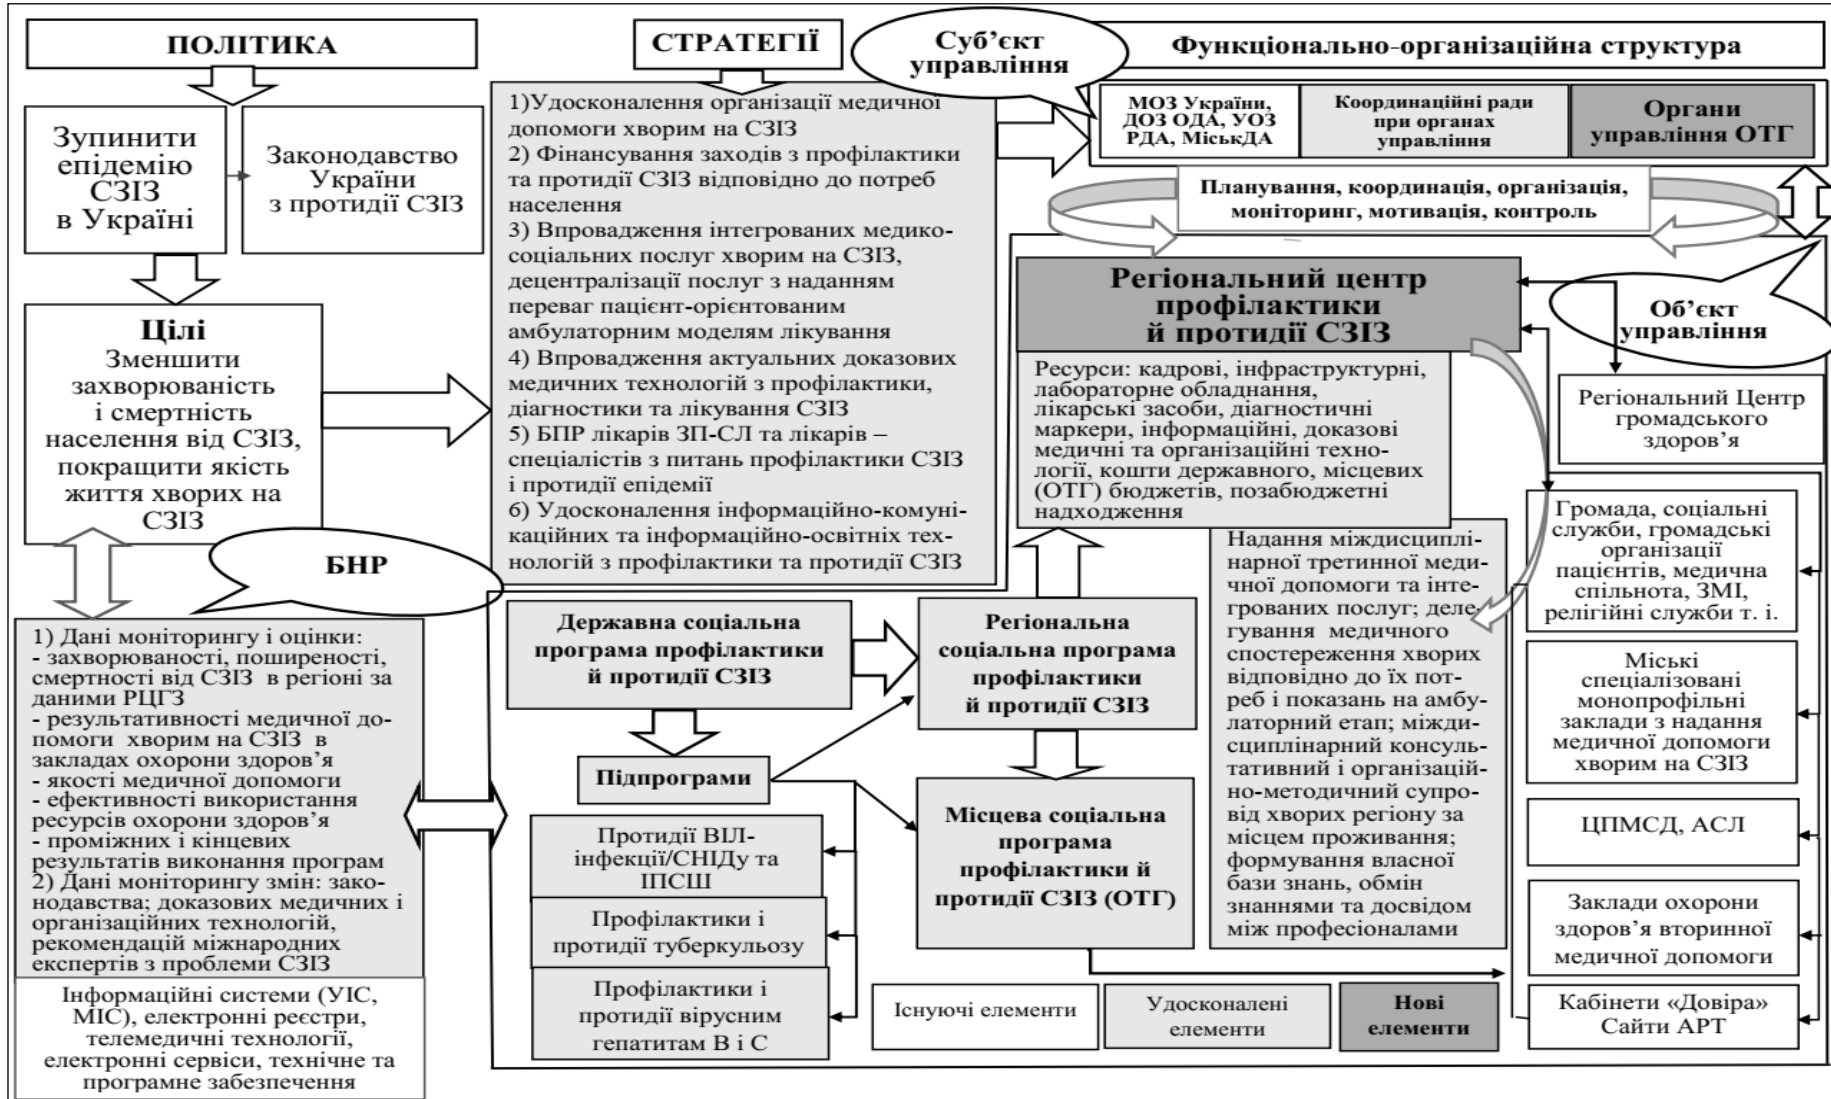 ПОЛІТИКА
СТРАТЕГІЇ
Суб’єкт
управління
Функціонально-організаційна структура
Зупинити
епідемію
СЗІЗ
в Україні
Законодавство
України
з протидії СЗІЗ
1)Удосконалення організації медичної
допомоги хворим на СЗІЗ
2) Фінансування заходів з профілактики
та протидії СЗІЗ відповідно до потреб
населення
3) Впровадження інтегрованих медико-
соціальних послуг хворим на СЗІЗ,
децентралізації послуг з наданням
переваг пацієнт-орієнтованим
амбулаторним моделям лікування
4) Впровадження актуальних доказових
медичних технологій з профілактики,
діагностики та лікування СЗІЗ
5) БПР лікарів ЗП-СЛ та лікарів –
спеціалістів з питань профілактики СЗІЗ
і протидії епідемії
6) Удосконалення інформаційно-комуні-
каційних та інформаційно-освітніх тех-
нологій з профілактики та протидії СЗІЗ
МОЗ України,
ДОЗ ОДА, УОЗ
РДА, МіськДА
Координаційні ради
при органах
управління
Органи
управління ОТГ
Планування, координація, організація,
моніторинг, мотивація, контроль
Цілі
Зменшити
захворюваність
і смертність
населення від СЗІЗ,
покращити якість
життя хворих на
СЗІЗ
Регіональний центр
профілактики
й протидії СЗІЗ
Об’єкт
управління
Ресурси: кадрові, інфраструктурні,
лабораторне обладнання,
лікарські засоби, діагностичні
маркери, інформаційні, доказові
медичні та організаційні техно-
логії, кошти державного, місцевих
(ОТГ) бюджетів, позабюджетні
надходження
Регіональний Центр
громадського
здоров’я
Громада, соціальні
служби, громадські
організації
пацієнтів, медична
спільнота, ЗМІ,
релігійні служби т. і.
БНР
Надання міждисциплі-
нарної третинної меди-
чної допомоги та інте-
грованих послуг; деле-
гування медичного
спостереження хворих
відповідно до їх пот-
реб і показань на амбу-
латорний етап; міжди-
сциплінарний консуль-
тативний і організацій-
но-методичний супро-
від хворих регіону за
місцем проживання;
формування власної
бази знань, обмін
знаннями та досвідом
між професіоналами
1) Дані моніторингу і оцінки:
- захворюваності, поширеності,
смертності від СЗІЗ в регіоні за
даними РЦГЗ
- результативності медичної до-
помоги хворим на СЗІЗ в
закладах охорони здоров’я
- якості медичної допомоги
- ефективності використання
ресурсів охорони здоров’я
- проміжних і кінцевих
результатів виконання програм
2) Дані моніторингу змін: зако-
нодавства; доказових медичних і
організаційних технологій,
рекомендацій міжнародних
експертів з проблеми СЗІЗ
Інформаційні системи (УІС,
МІС), електронні реєстри,
телемедичні технології,
електронні сервіси, технічне та
програмне забезпечення
Державна соціальна
програма профілактики
й протидії СЗІЗ
Регіональна
соціальна програма
профілактики
й протидії СЗІЗ
Підпрограми
Місцева соціальна
програма
профілактики й
протидії СЗІЗ (ОТГ)
Протидії ВІЛ-
інфекції/СНІДу та
ІПСШ
Профілактики і
протидії туберкульозу
Профілактики і
протидії вірусним
гепатитам В і С
Міські
спеціалізовані
монопрофільні
заклади з надання
медичної допомоги
хворим на СЗІЗ
ЦПМСД, АСЛ
Заклади охорони
здоров’я вторинної
медичної допомоги
Кабінети «Довіра»
Сайти АРТ
Існуючі елементи
Удосконалені
елементи
Нові
елементи